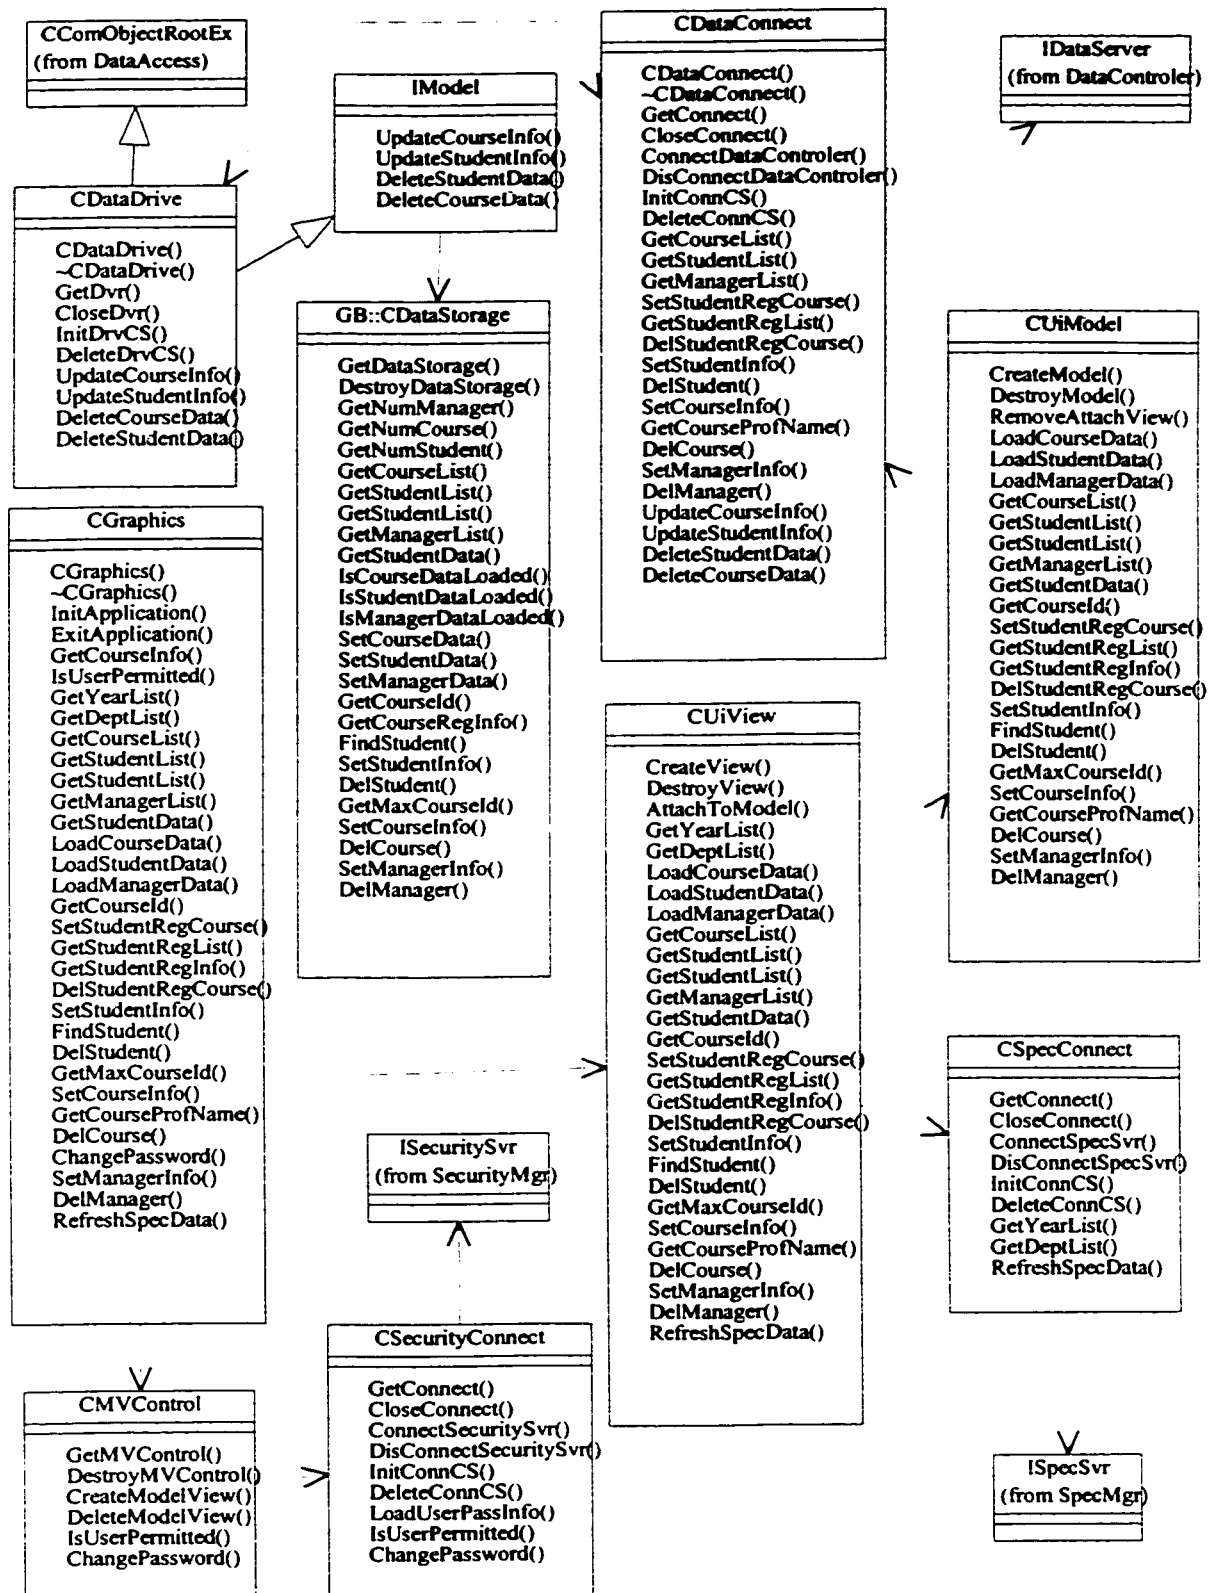 CComObjectRootEx
(from DataAccess)
IModel
UpdateCourseInfo()
UpdateStudentInfo()
DeleteStudentData()
DeleteCourseData()
CDataConnect
CDataConnect()
~CDataConnect()
GetConnect()
CloseConnect()
ConnectDataControler()
DisConnectDataControler()
InitConnCS()
DeleteConnCS()
GetCourseList()
GetStudentList()
GetManagerList()
SetStudentRegCourse()
GetStudentRegList()
DelStudentRegCourse()
SetStudentInfo()
DelStudent()
SetCourseInfo()
GetCourseProfName()
DelCourse()
SetManagerInfo()
DelManager()
UpdateCourseInfo()
UpdateStudentInfo()
DeleteStudentData()
DeleteCourseData()
IDataServer
(from DataControler)
CDataDrive
CDataDrive()
~CDataDrive()
GetDvr()
CloseDvr()
InitDrvCS()
DeleteDrvCS()
UpdateCourseInfo()
UpdateStudentInfo()
DeleteCourseData()
DeleteStudentData()
GB::CDataStorage
GetDataStorage()
DestroyDataStorage()
GetNumManager()
GetNumCourse()
GetNumStudent()
GetCourseList()
GetStudentList()
GetStudentList()
GetManagerList()
GetStudentData()
IsCourseDataLoaded()
IsStudentDataLoaded()
IsManagerDataLoaded()
SetCourseData()
SetStudentData()
SetManagerData()
GetCourseId()
GetCourseRegInfo()
FindStudent()
SetStudentInfo()
DelStudent()
GetMaxCourseId()
SetCourseInfo()
DelCourse()
SetManagerInfo()
DelManager()
CUiModel
CreateModel()
DestroyModel()
RemoveAttachView()
LoadCourseData()
LoadStudentData()
LoadManagerData()
GetCourseList()
GetStudentList()
GetStudentList()
GetManagerList()
GetStudentData()
GetCourseId()
SetStudentRegCourse()
GetStudentRegList()
GetStudentRegInfo()
DelStudentRegCourse()
SetStudentInfo()
FindStudent()
DelStudent()
GetMaxCourseId()
SetCourseInfo()
GetCourseProfName()
DelCourse()
SetManagerInfo()
DelManager()
CGraphics
CGraphics()
~CGraphics()
InitApplication()
ExitApplication()
GetCourseInfo()
IsUserPermitted()
GetYearList()
GetDeptList()
GetCourseList()
GetStudentList()
GetStudentList()
GetManagerList()
GetStudentData()
LoadCourseData()
LoadStudentData()
LoadManagerData()
GetCourseId()
SetStudentRegCourse()
GetStudentRegList()
GetStudentRegInfo()
DelStudentRegCourse()
SetStudentInfo()
FindStudent()
DelStudent()
GetMaxCourseId()
SetCourseInfo()
GetCourseProfName()
DelCourse()
ChangePassword()
SetManagerInfo()
DelManager()
RefreshSpecData()
CUiView
CreateView()
DestroyView()
AttachToModel()
GetYearList()
GetDeptList()
LoadCourseData()
LoadStudentData()
LoadManagerData()
GetCourseList()
GetStudentList()
GetStudentList()
GetManagerList()
GetStudentData()
GetCourseId()
SetStudentRegCourse()
GetStudentRegList()
GetStudentRegInfo()
DelStudentRegCourse()
SetStudentInfo()
FindStudent()
DelStudent()
GetMaxCourseId()
SetCourseInfo()
GetCourseProfName()
DelCourse()
SetManagerInfo()
DelManager()
RefreshSpecData()
CSpecConnect
GetConnect()
CloseConnect()
ConnectSpecSvr()
DisConnectSpecSvr()
InitConnCS()
DeleteConnCS()
GetYearList()
GetDeptList()
RefreshSpecData()
ISecuritySvr
(from SecurityMgr)
CSecurityConnect
GetConnect()
CloseConnect()
ConnectSecuritySvr()
DisConnectSecuritySvr()
InitConnCS()
DeleteConnCS()
LoadUserPassInfo()
IsUserPermitted()
ChangePassword()
CMVControl
GetMVControl()
DestroyMVControl()
CreateModelView()
DeleteModelView()
IsUserPermitted()
ChangePassword()
ISpecSvr
(from SpecMgr)